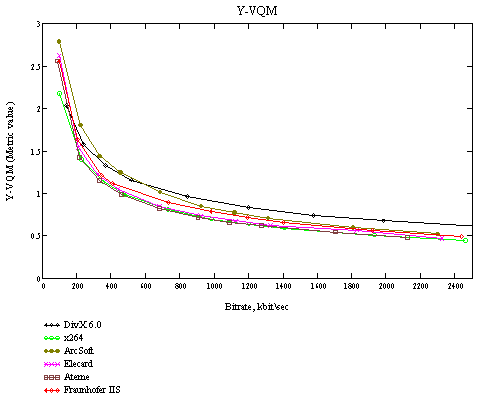 Y-VQM
3
2.5
2
1.5
1
0.5
0
Y-VQM (Metric value)
0 200 400 600 800 1000 1200 1400 1600 1800 2000 2200 2400
Bitrate, kbit/sec
DivX 6.0
x264
ArcSoft
Elecard
Ateme
Fraunhofer IIS